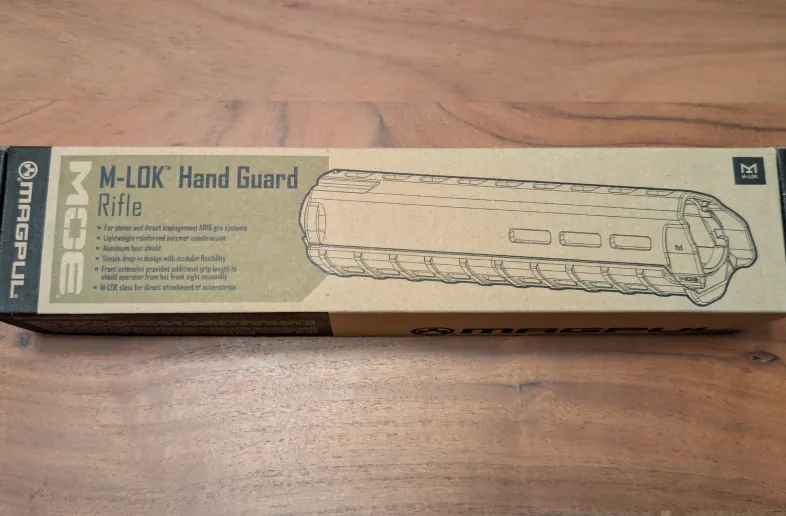 MAGPUL
MOE
M-LOK™ Hand Guard
Rifle
• For piston and direct impingement AR15 gas systems
• Lightweight reinforced polymer construction
• Aluminum heat shield
• Simple drop-in design with modular flexibility
• Front extension provides additional grip length to
shield operator from hot front sight assembly
• M-LOK slots for direct attachment of accessories
M-LOK
MAGPUL